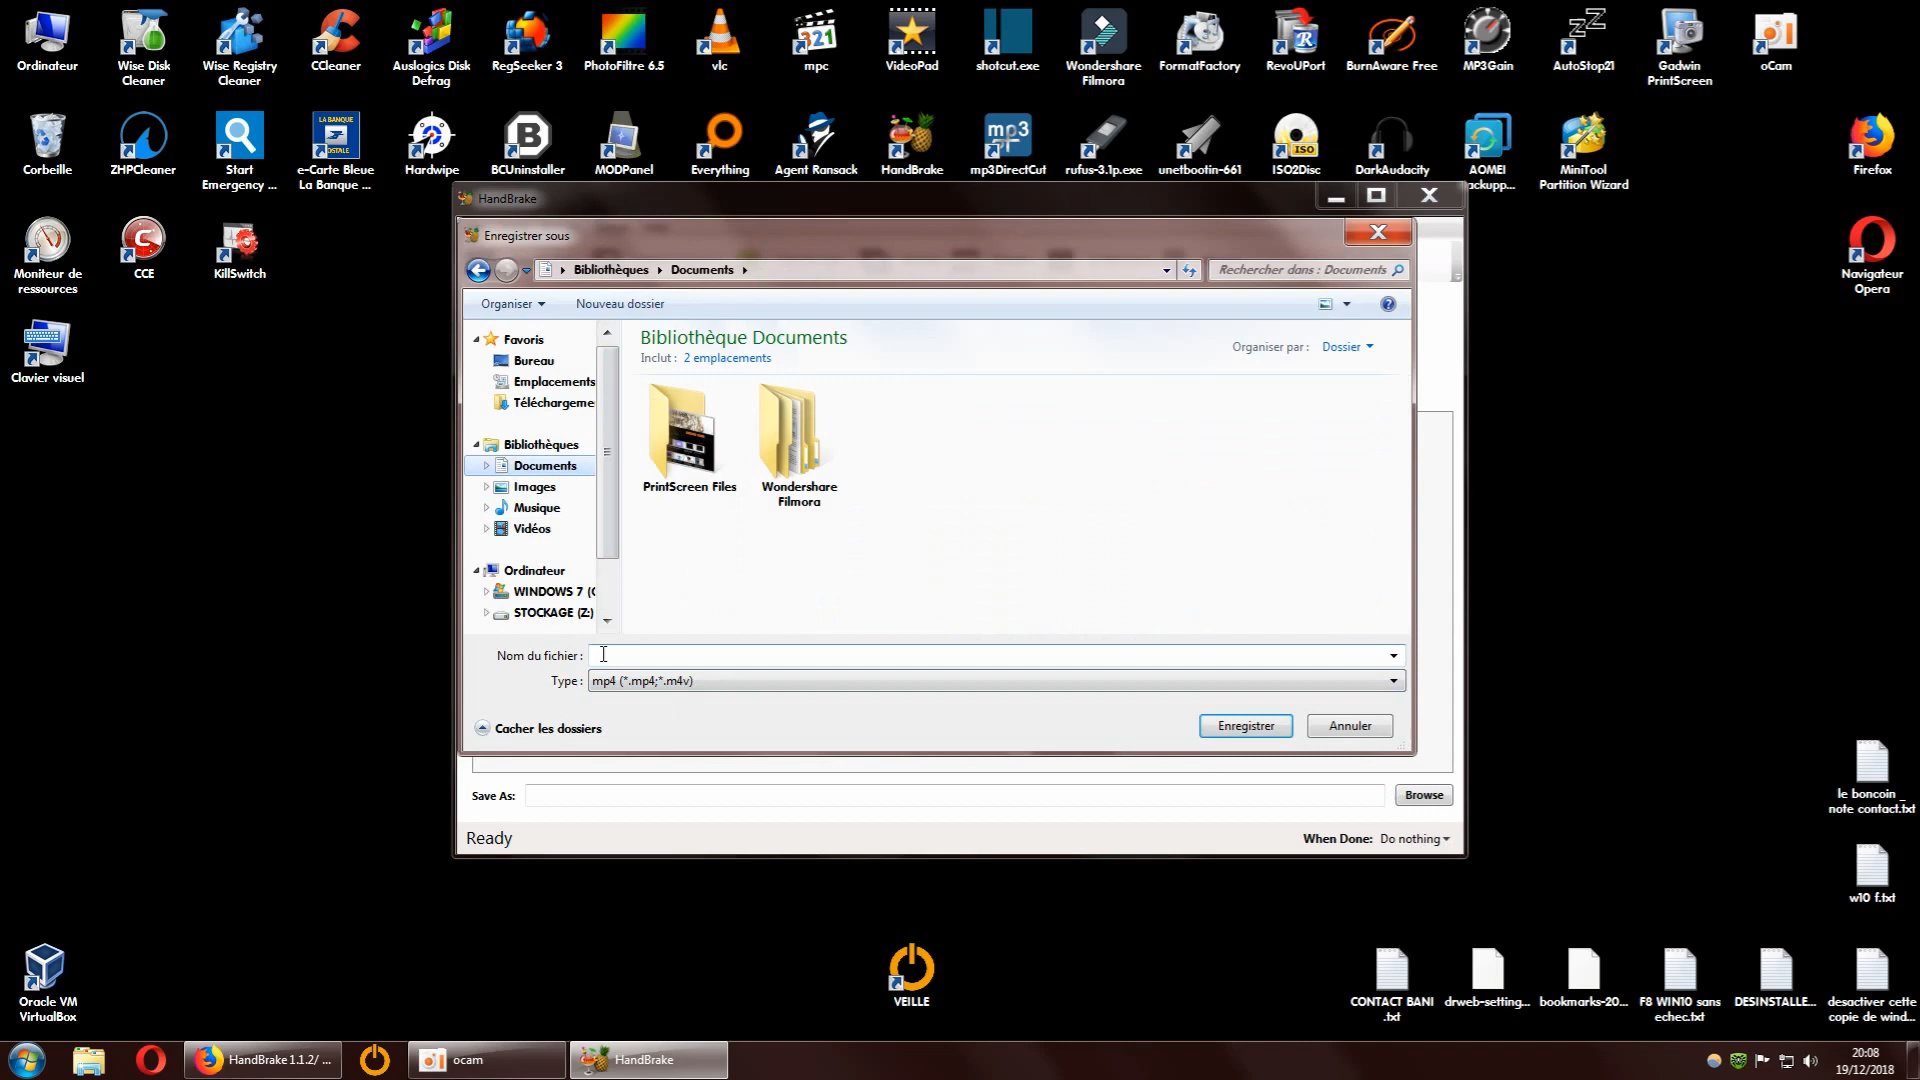 Ordinateur
Wise Disk
Cleaner
Wise Registry
Cleaner
CCleaner
Auslogics Disk
Defrag
RegSeeker 3
PhotoFiltre 6.5
vlc
mpc
VideoPad
shotcut.exe
Wondershare
Filmora
FormatFactory
RevoUPort
BurnAware Free
MP3Gain
AutoStop21
Gadwin
PrintScreen
oCam
Corbeille
ZHPCleaner
Start
Emergency ...
e-Carte Bleue
La Banque ...
Hardwipe
BCUninstaller
MODPanel
Everything
Agent Ransack
HandBrake
mp3DirectCut
rufus-3.1p.exe
unetbootin-661
ISO2Disc
DarkAudacity
AOMEI
ackupp...
MiniTool
Partition Wizard
Firefox
Moniteur de
ressources
CCE
KillSwitch
Navigateur
Opera
Clavier visuel
HandBrake
Enregistrer sous
Bibliothèques
Documents
Rechercher dans : Documents
Organiser
Nouveau dossier
Favoris
Bureau
Emplacements
Téléchargeme
Bibliothèques
Documents
Images
Musique
Vidéos
Ordinateur
WINDOWS 7 (C
STOCKAGE (Z:)
Bibliothèque Documents
Inclut : 2 emplacements
Organiser par : Dossier
PrintScreen Files
Wondershare
Filmora
Nom du fichier :
Type : mp4 (*.mp4;*.m4v)
Cacher les dossiers
Enregistrer
Annuler
Save As:
Browse
Ready
When Done: Do nothing
le boncoin _
note contact.txt
w10 f.txt
Oracle VM
VirtualBox
VEILLE
CONTACT BANI
.txt
drweb-setting...
bookmarks-20...
F8 WIN10 sans
echec.txt
DESINSTALLE...
desactiver cette
copie de wind...
HandBrake 1.1.2/ ...
ocam
HandBrake
20:08
19/12/2018